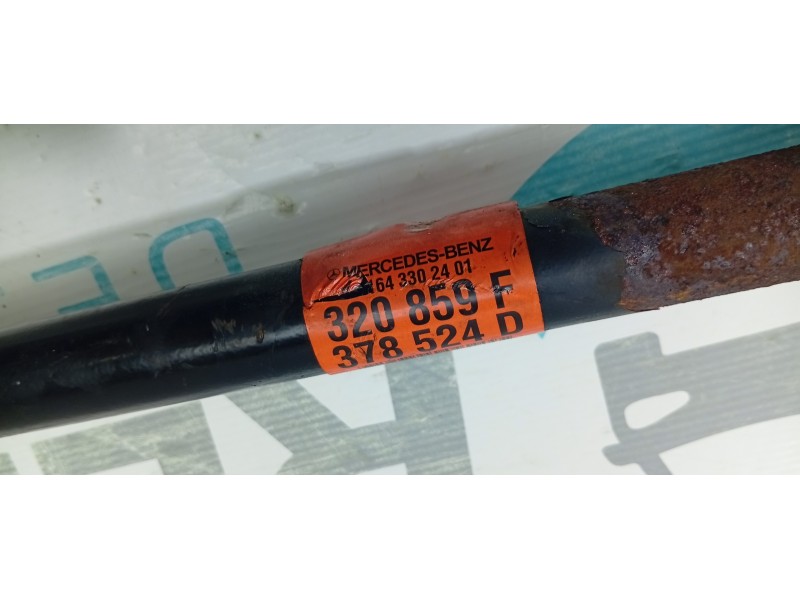 MERCEDES-BENZ
164 330 24 01
320 859 F
378 524 D